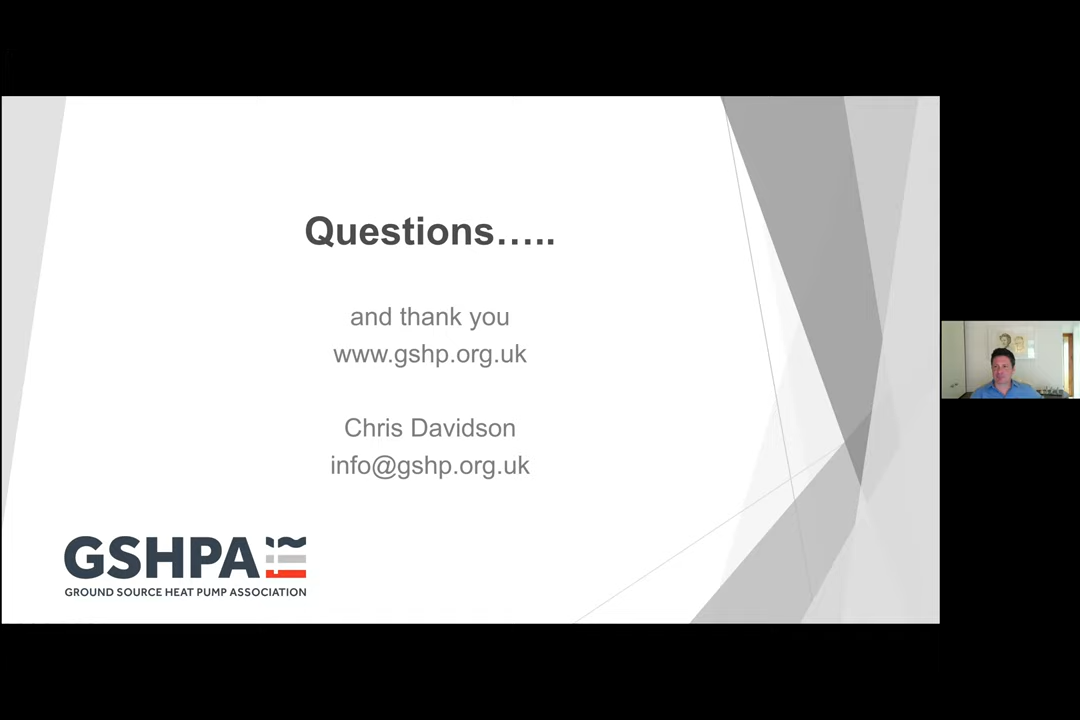 Questions…..
and thank you
www.gshp.org.uk
Chris Davidson
info@gshp.org.uk
GSHPA
GROUND SOURCE HEAT PUMP ASSOCIATION